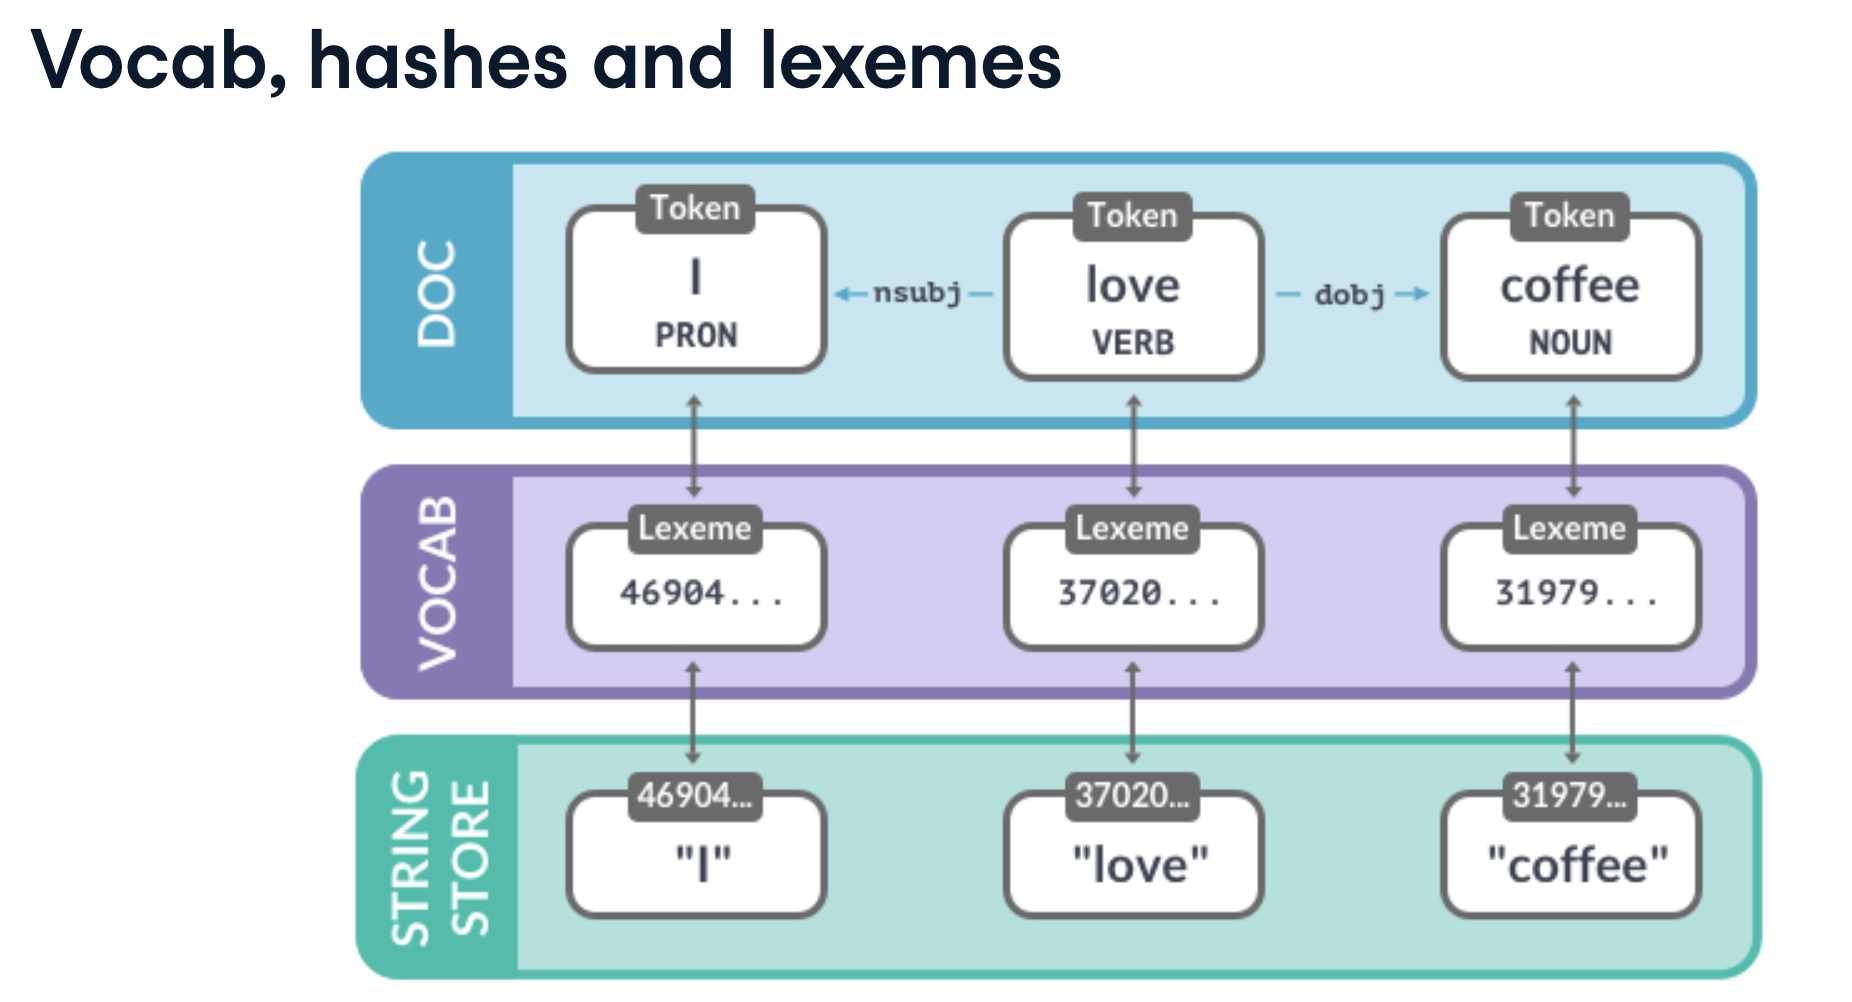 Vocab, hashes and lexemes
DOC
Token
I
PRON
nsubj
Token
love
VERB
dobj
Token
coffee
NOUN
VOCAB
Lexeme
46904...
Lexeme
37020...
Lexeme
31979...
STRING
STORE
46904...
"I"
37020...
"love"
31979...
"coffee"